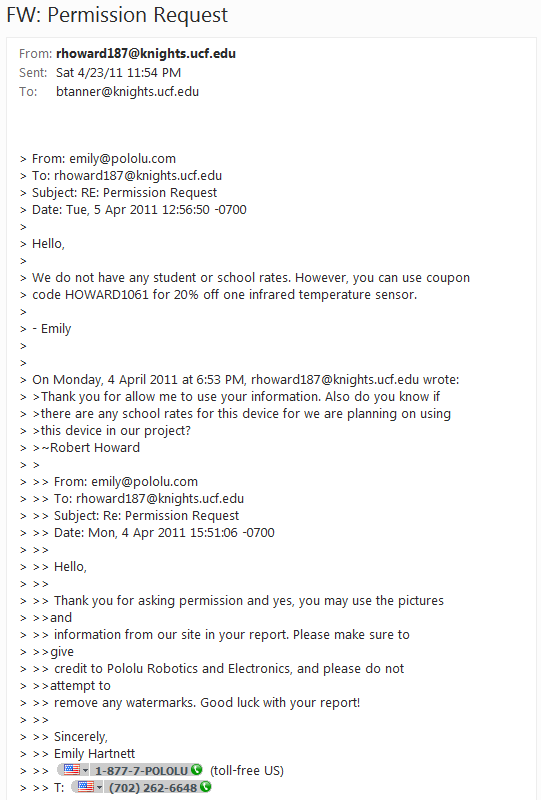 FW: Permission Request
From: rhoward187@knights.ucf.edu
Sent: Sat 4/23/11 11:54 PM
To: btanner@knights.ucf.edu
> From: emily@pololu.com
> To: rhoward187@knights.ucf.edu
> Subject: RE: Permission Request
> Date: Tue, 5 Apr 2011 12:56:50 -0700
>
> Hello,
>
> We do not have any student or school rates. However, you can use coupon
> code HOWARD1061 for 20% off one infrared temperature sensor.
>
> - Emily
>
>
> On Monday, 4 April 2011 at 6:53 PM, rhoward187@knights.ucf.edu wrote:
> >Thank you for allow me to use your information. Also do you know if
> >there are any school rates for this device for we are planning on using
> >this device in our project?
> >~Robert Howard
> >
> >> From: emily@pololu.com
> >> To: rhoward187@knights.ucf.edu
> >> Subject: Re: Permission Request
> >> Date: Mon, 4 Apr 2011 15:51:06 -0700
> >>
> >> Hello,
> >>
> >> Thank you for asking permission and yes, you may use the pictures
> >>and
> >> information from our site in your report. Please make sure to
> >>give
> >> credit to Pololu Robotics and Electronics, and please do not
> >>attempt to
> >> remove any watermarks. Good luck with your report!
> >>
> >> Sincerely,
> >> Emily Hartnett
> >> 1-877-7-POLOLU (toll-free US)
> >> T: (702) 262-6648